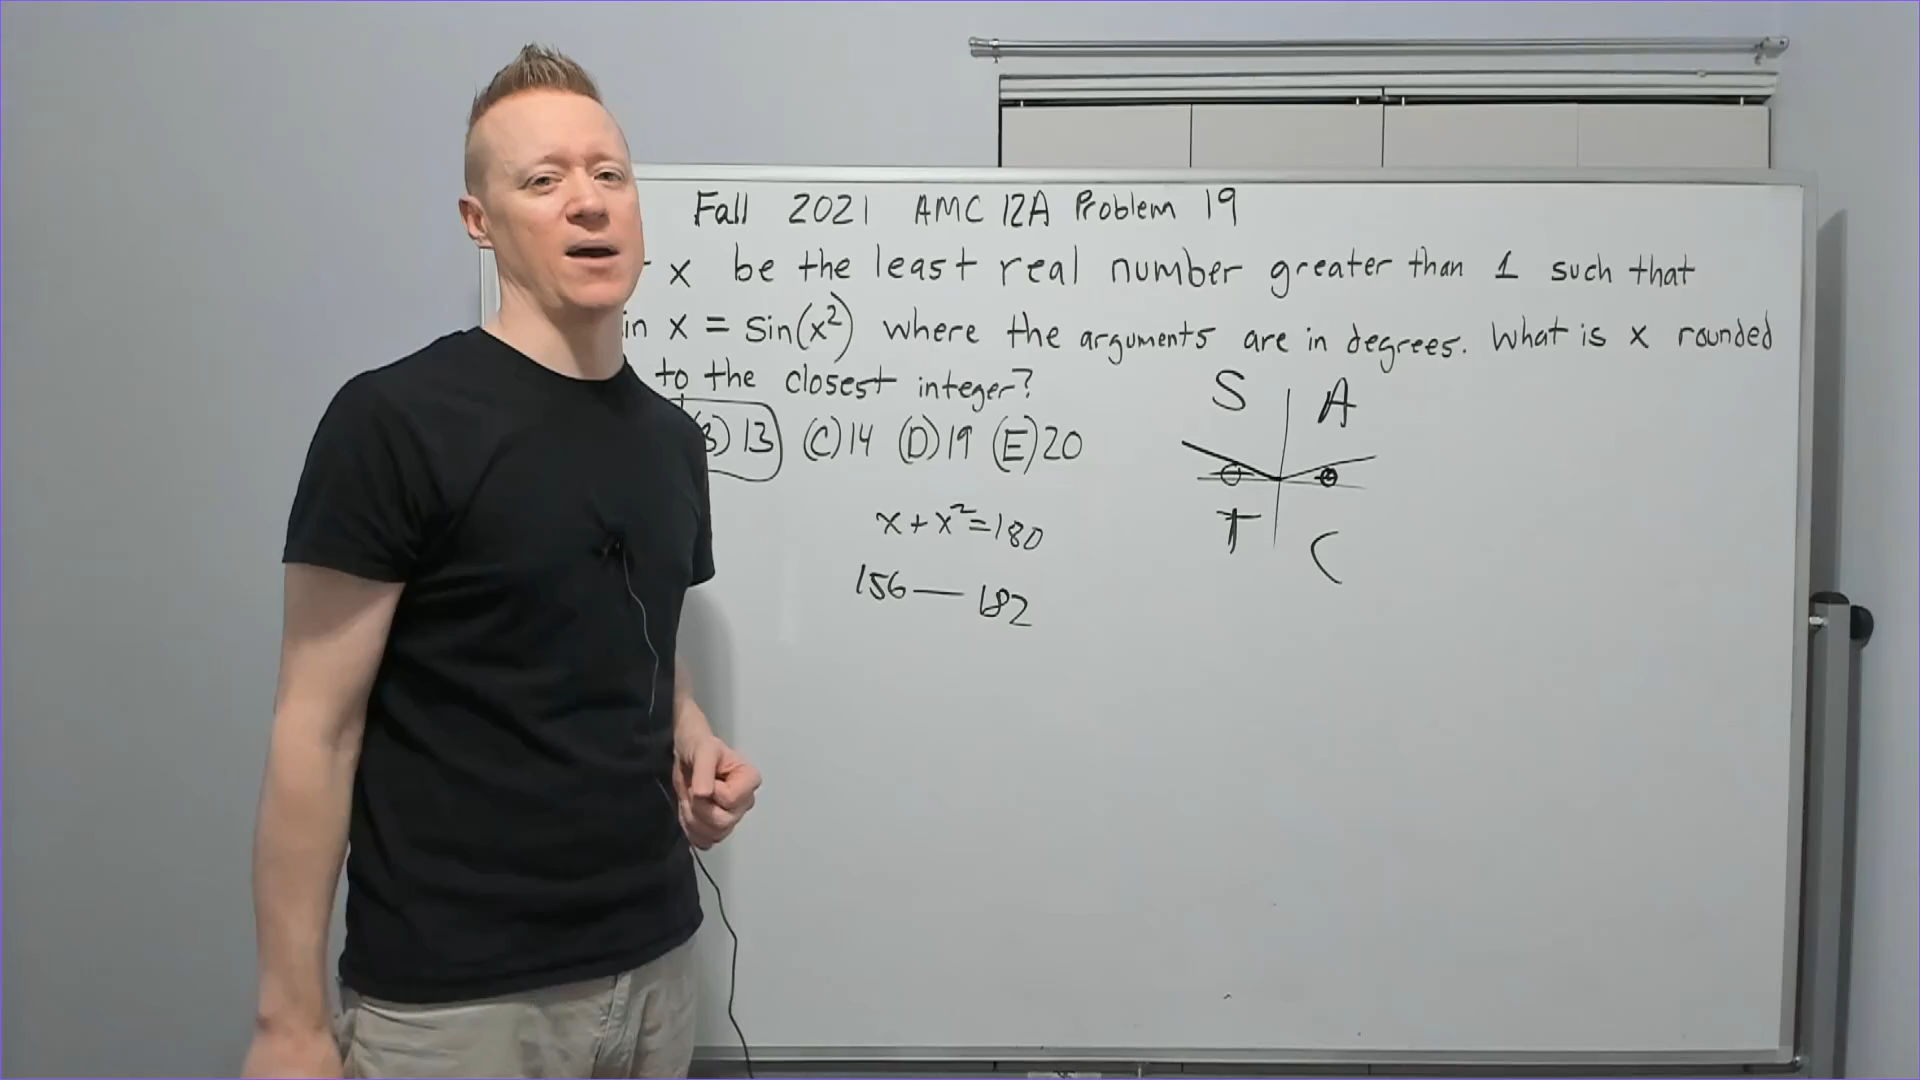 Fall 2021 AMC 12A Problem 19
x be the least real number greater than 1 such that
in x = sin(x²) where the arguments are in degrees. What is x rounded
to the closest integer?
B) 13 (C) 14 (D) 19 (E) 20
S A
T C
x + x² = 180
156 — 182